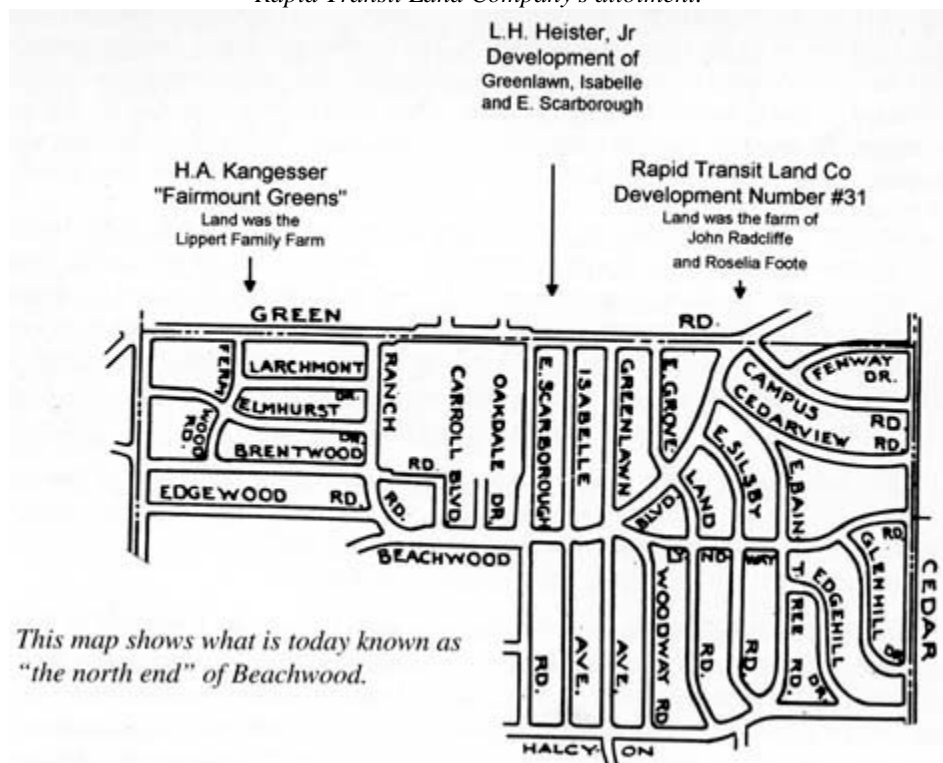 Rapid Transit Land Company's allotment.
L.H. Heister, Jr
Development of
Greenlawn, Isabelle
and E. Scarborough
H.A. Kangesser
"Fairmount Greens"
Land was the
Lippert Family Farm
Rapid Transit Land Co
Development Number #31
Land was the farm of
John Radcliffe
and Roselia Foote
GREEN RD.
FERN
WOOD
RD.
LARCHMONT
DR.
ELMHURST
DR.
BRENTWOOD
EDGEWOOD RD.
RANCH
RD.
RD.
CARROLL BLVD.
OAKDALE DR.
E. SCARBOROUGH
RD.
ISABELLE
AVE.
GREENLAWN
AVE.
E. GROVE
LAND
BLVD.
E. SILSBY
RD.
CAMPUS
RD.
CEDARVIEW
RD.
FENWAY
DR.
E. BAIN
TREE
RD.
LYND WAY
WOODWAY RD.
RD.
EDGEHILL
DR.
GLENHILL
RD.
DR.
CEDAR
BEACHWOOD
HALCYON
This map shows what is today known as
"the north end" of Beachwood.